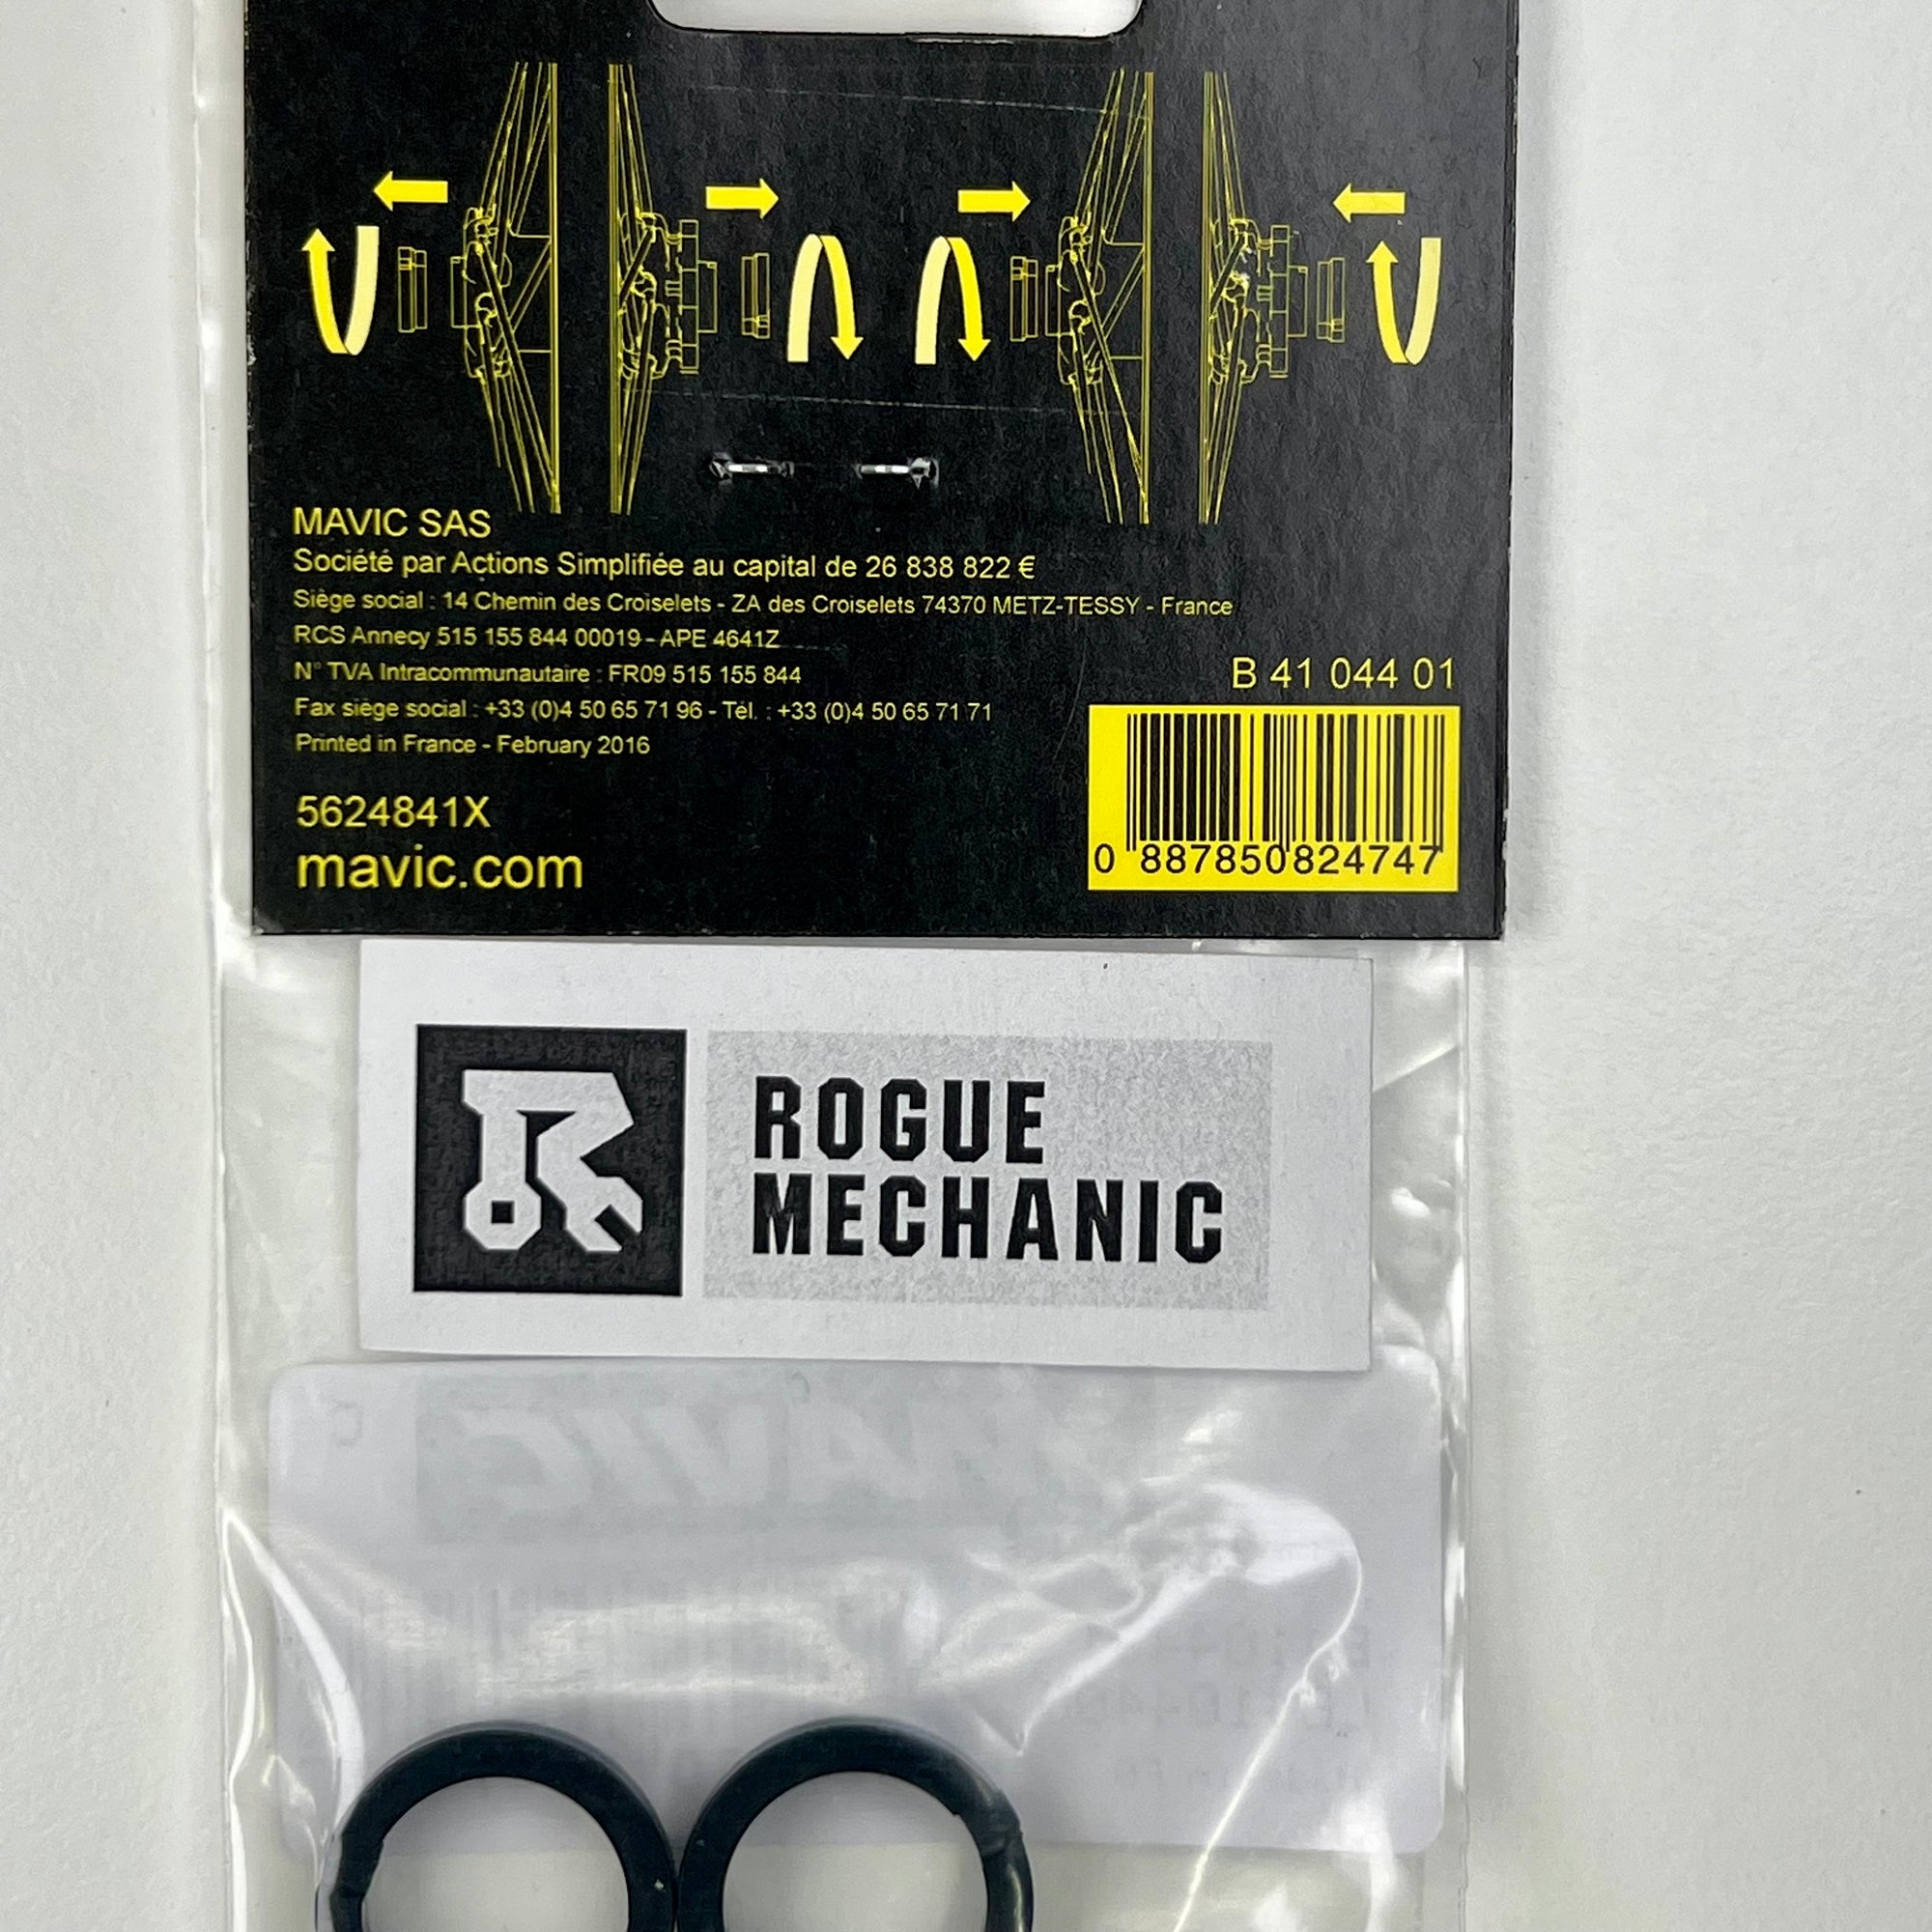 MAVIC SAS
Société par Actions Simplifiée au capital de 26 838 822 €
Siège social : 14 Chemin des Croiselets - ZA des Croiselets 74370 METZ-TESSY - France
RCS Annecy 515 155 844 00019 - APE 4641Z
N° TVA Intracommunautaire : FR09 515 155 844
Fax siège social : +33 (0)4 50 65 71 96 - Tél. : +33 (0)4 50 65 71 71
Printed in France - February 2016
5624841X
mavic.com
B 41 044 01
0 887850824747
ROGUE
MECHANIC
MAVIC